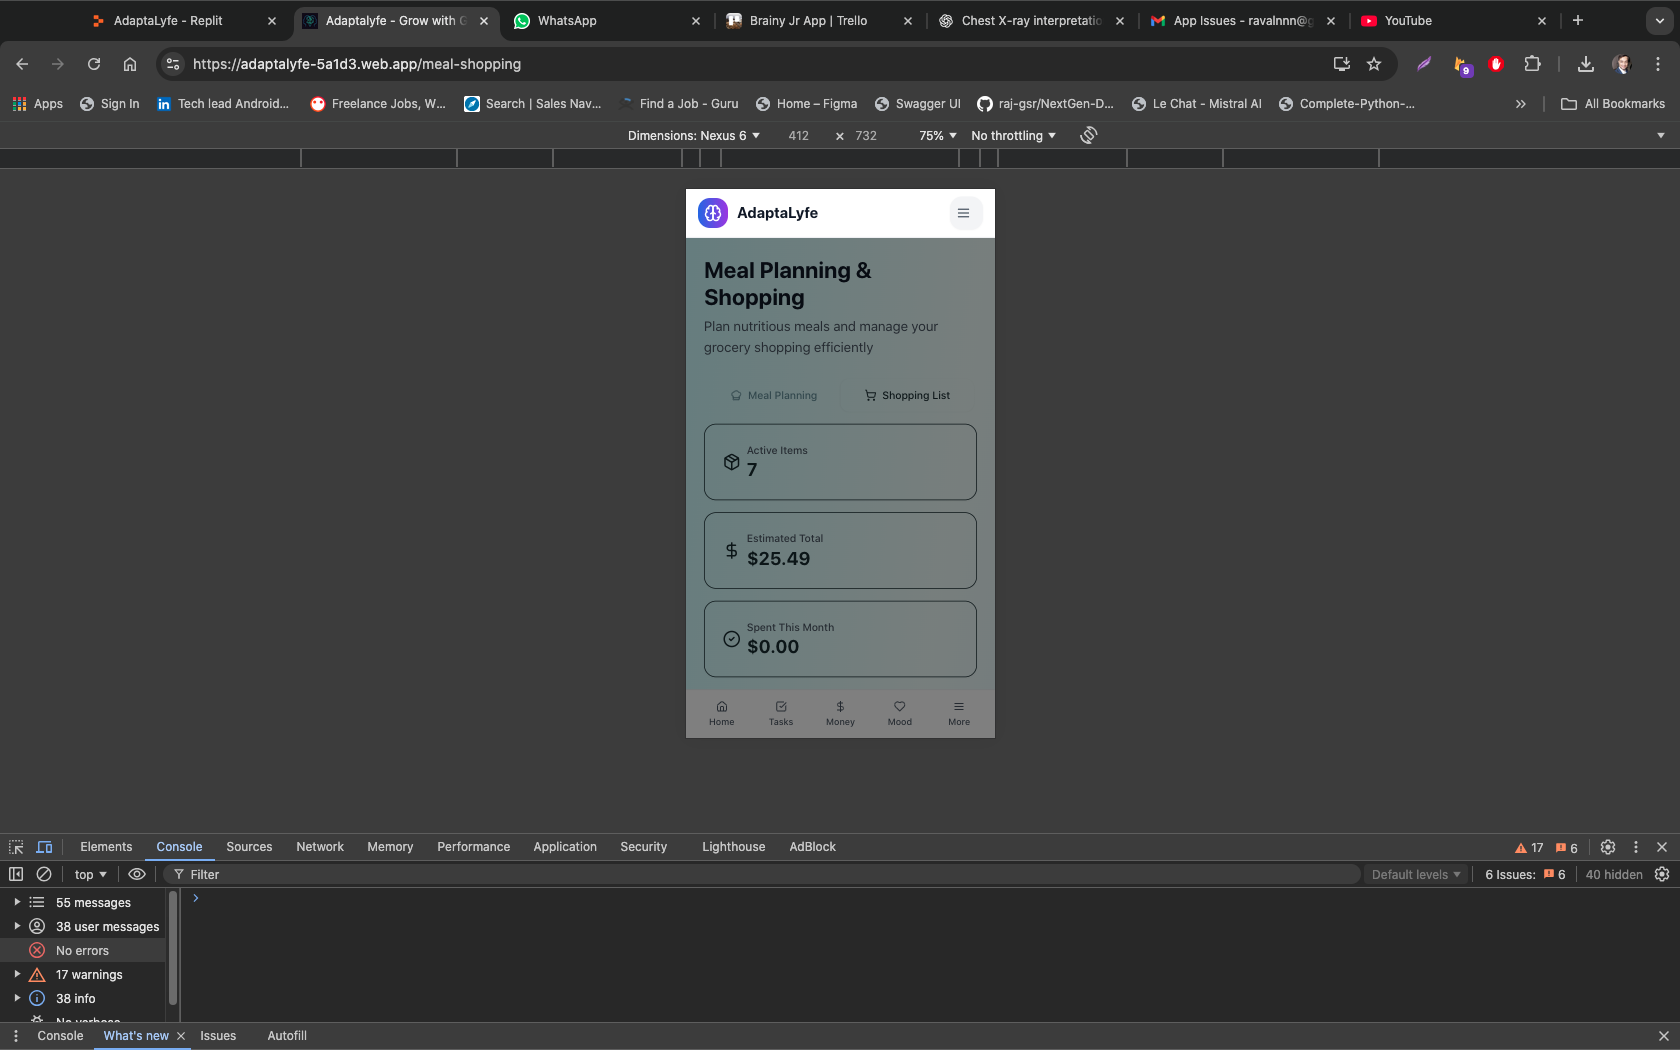 AdaptaLyfe - Replit
Adaptalyfe - Grow with G
WhatsApp
Brainy Jr App | Trello
Chest X-ray interpretatio
App Issues - ravalnnn@g
YouTube
https://adaptalyfe-5a1d3.web.app/meal-shopping
9
Apps
Sign In
Tech lead Android...
Freelance Jobs, W...
Search | Sales Nav...
Find a Job - Guru
Home – Figma
Swagger UI
raj-gsr/NextGen-D...
Le Chat - Mistral AI
Complete-Python-...
All Bookmarks
Dimensions: Nexus 6
412 × 732
75%
No throttling
AdaptaLyfe
Meal Planning &
Shopping
Plan nutritious meals and manage your
grocery shopping efficiently
Meal Planning
Shopping List
Active Items
7
Estimated Total
$25.49
Spent This Month
$0.00
Home
Tasks
Money
Mood
More
Elements
Console
Sources
Network
Memory
Performance
Application
Security
Lighthouse
AdBlock
17
6
top
Filter
Default levels
6 Issues: 6
40 hidden
55 messages
38 user messages
No errors
17 warnings
38 info
No verbose
Console
What's new
Issues
Autofill